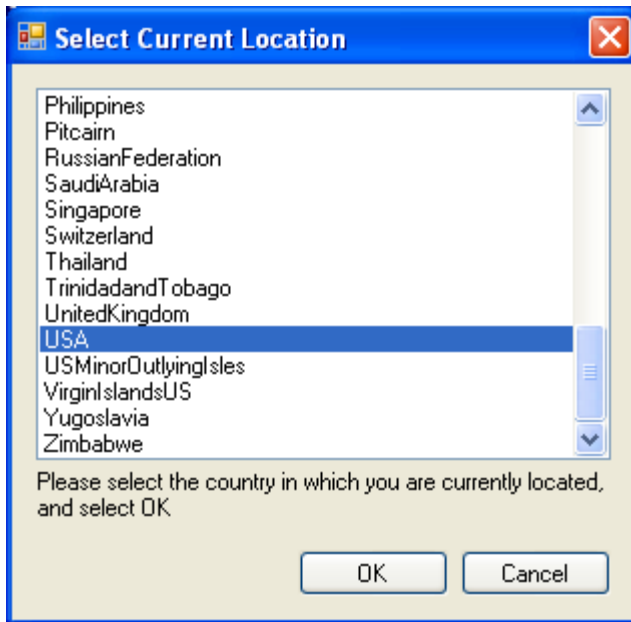 Select Current Location
Philippines
Pitcairn
RussianFederation
SaudiArabia
Singapore
Switzerland
Thailand
TrinidadandTobago
UnitedKingdom
USA
USMinorOutlyingIsles
VirginIslandsUS
Yugoslavia
Zimbabwe
Please select the country in which you are currently located,
and select OK
OK
Cancel